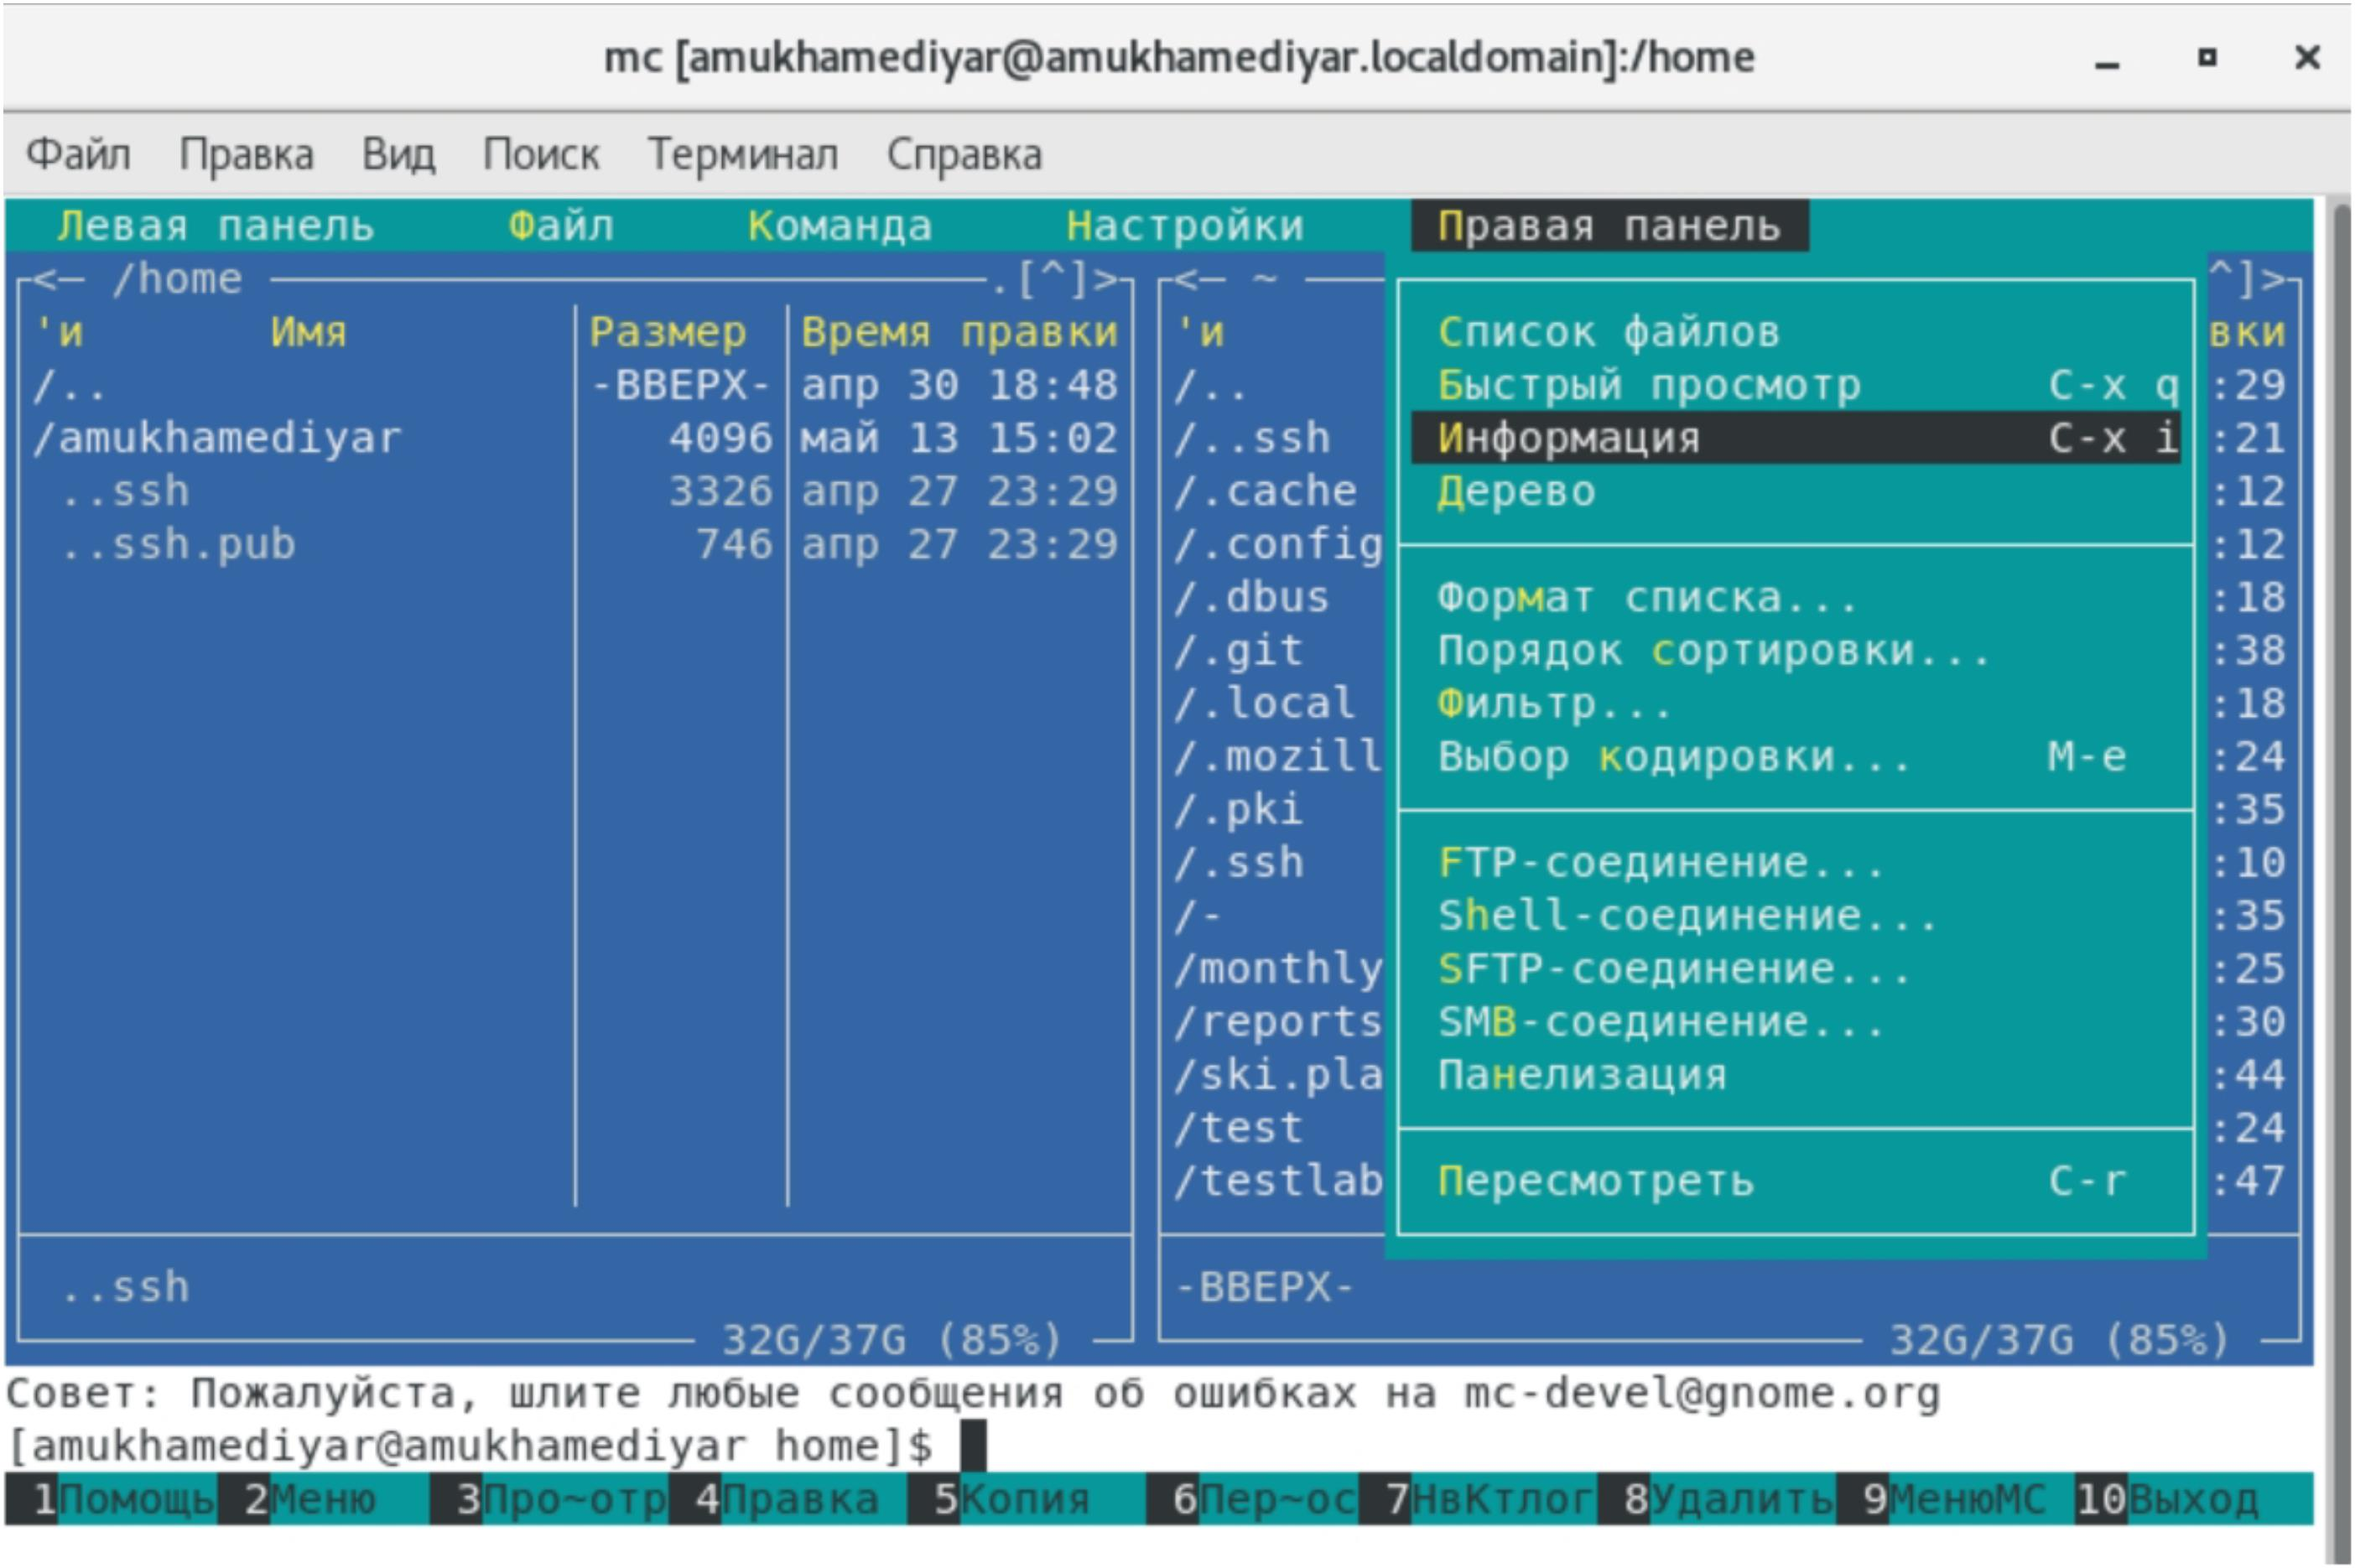 mc [amukhamediyar@amukhamediyar.localdomain]:/home
Файл Правка Вид Поиск Терминал Справка
Левая панель Файл Команда Настройки Правая панель
<─ /home .[^]>
'и Имя Размер Время правки
/.. -ВВЕРХ- апр 30 18:48
/amukhamediyar 4096 май 13 15:02
..ssh 3326 апр 27 23:29
..ssh.pub 746 апр 27 23:29
..ssh
32G/37G (85%)
<─ ~ ^]>
'и вки
/.. :29
/..ssh :21
/.cache :12
/.config :12
/.dbus :18
/.git :38
/.local :18
/.mozill :24
/.pki :35
/.ssh :10
/- :35
/monthly :25
/reports :30
/ski.pla :44
/test :24
/testlab :47
-ВВЕРХ-
32G/37G (85%)
Список файлов
Быстрый просмотр C-x q
Информация C-x i
Дерево
Формат списка...
Порядок сортировки...
Фильтр...
Выбор кодировки... M-e
FTP-соединение...
Shell-соединение...
SFTP-соединение...
SMB-соединение...
Панелизация
Пересмотреть C-r
Совет: Пожалуйста, шлите любые сообщения об ошибках на mc-devel@gnome.org
[amukhamediyar@amukhamediyar home]$
1Помощь 2Меню 3Про~отр 4Правка 5Копия 6Пер~ос 7НвКтлог 8Удалить 9МенюМС 10Выход